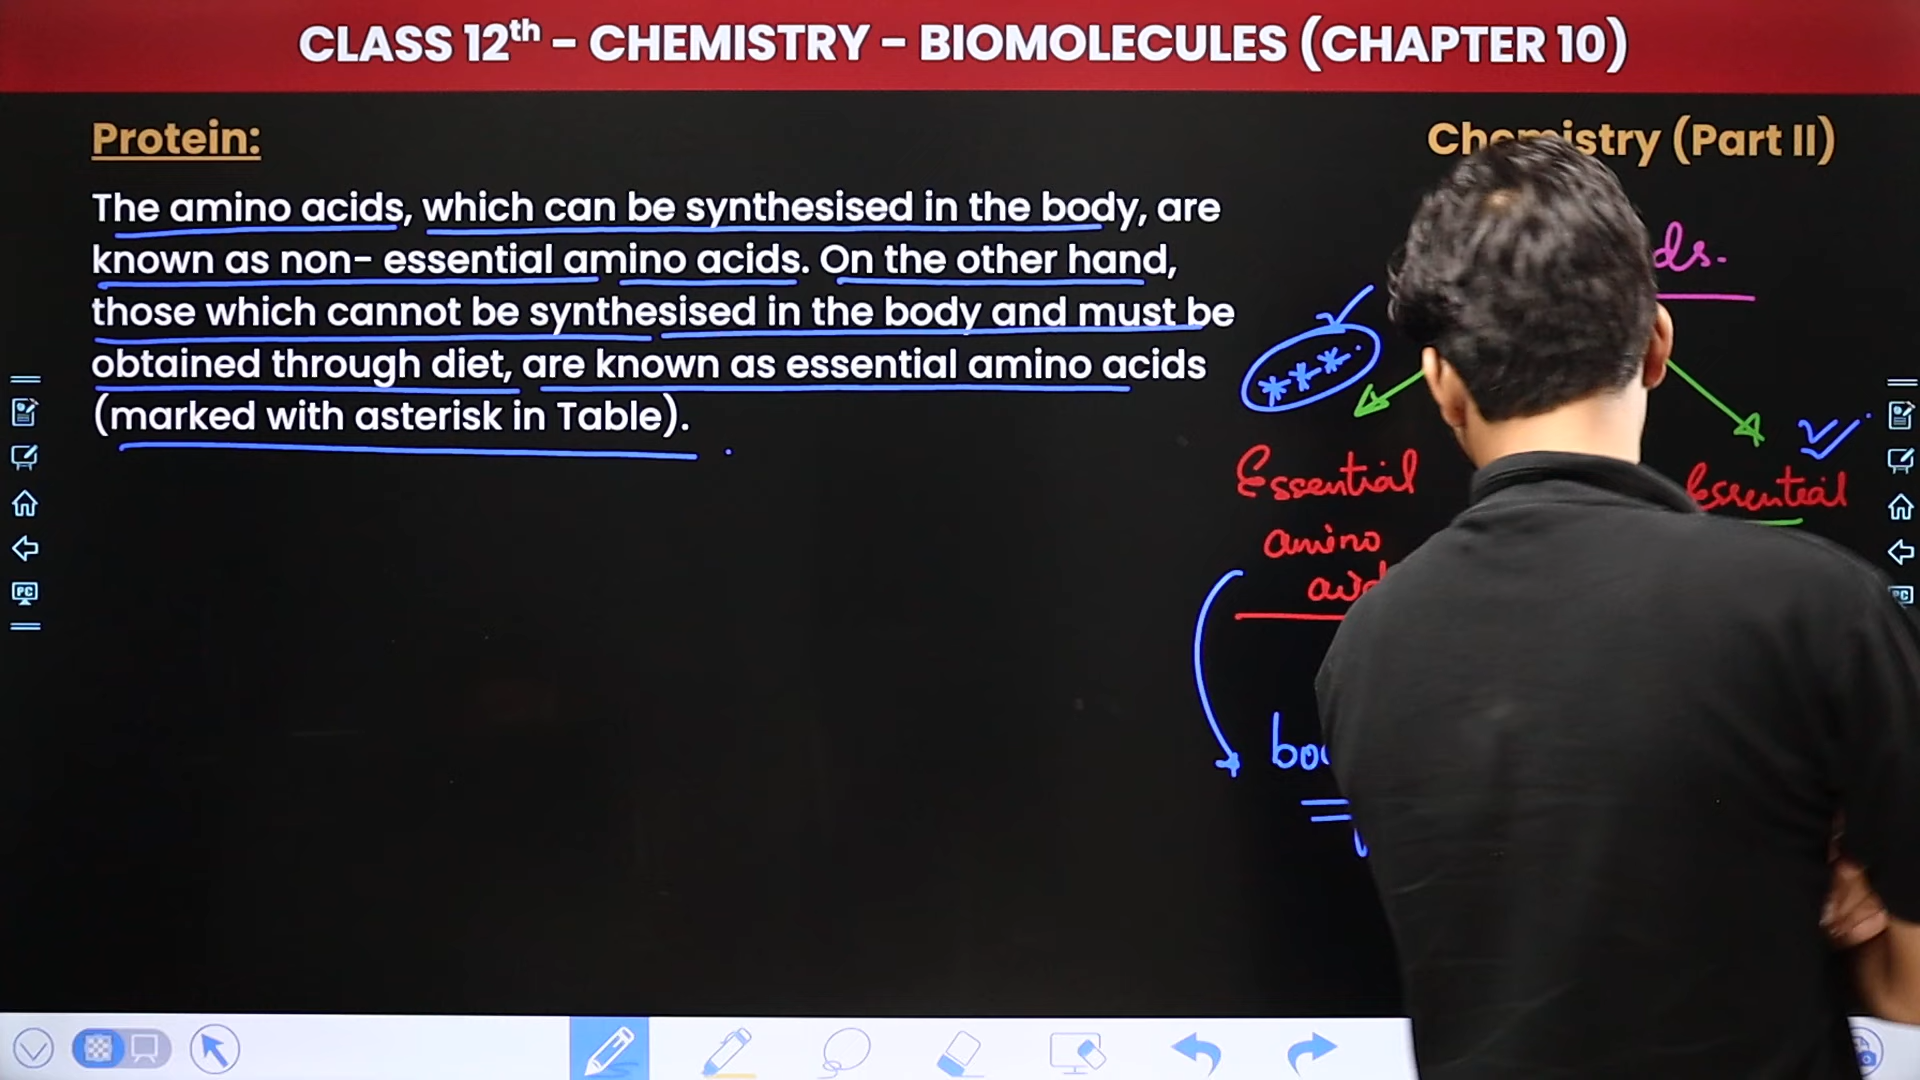 CLASS 12th - CHEMISTRY - BIOMOLECULES (CHAPTER 10)
Protein:
Chemistry (Part II)
The amino acids, which can be synthesised in the body, are
known as non- essential amino acids. On the other hand,
those which cannot be synthesised in the body and must be
obtained through diet, are known as essential amino acids
(marked with asterisk in Table).
***
Essential
amino
Essential
PC
PC